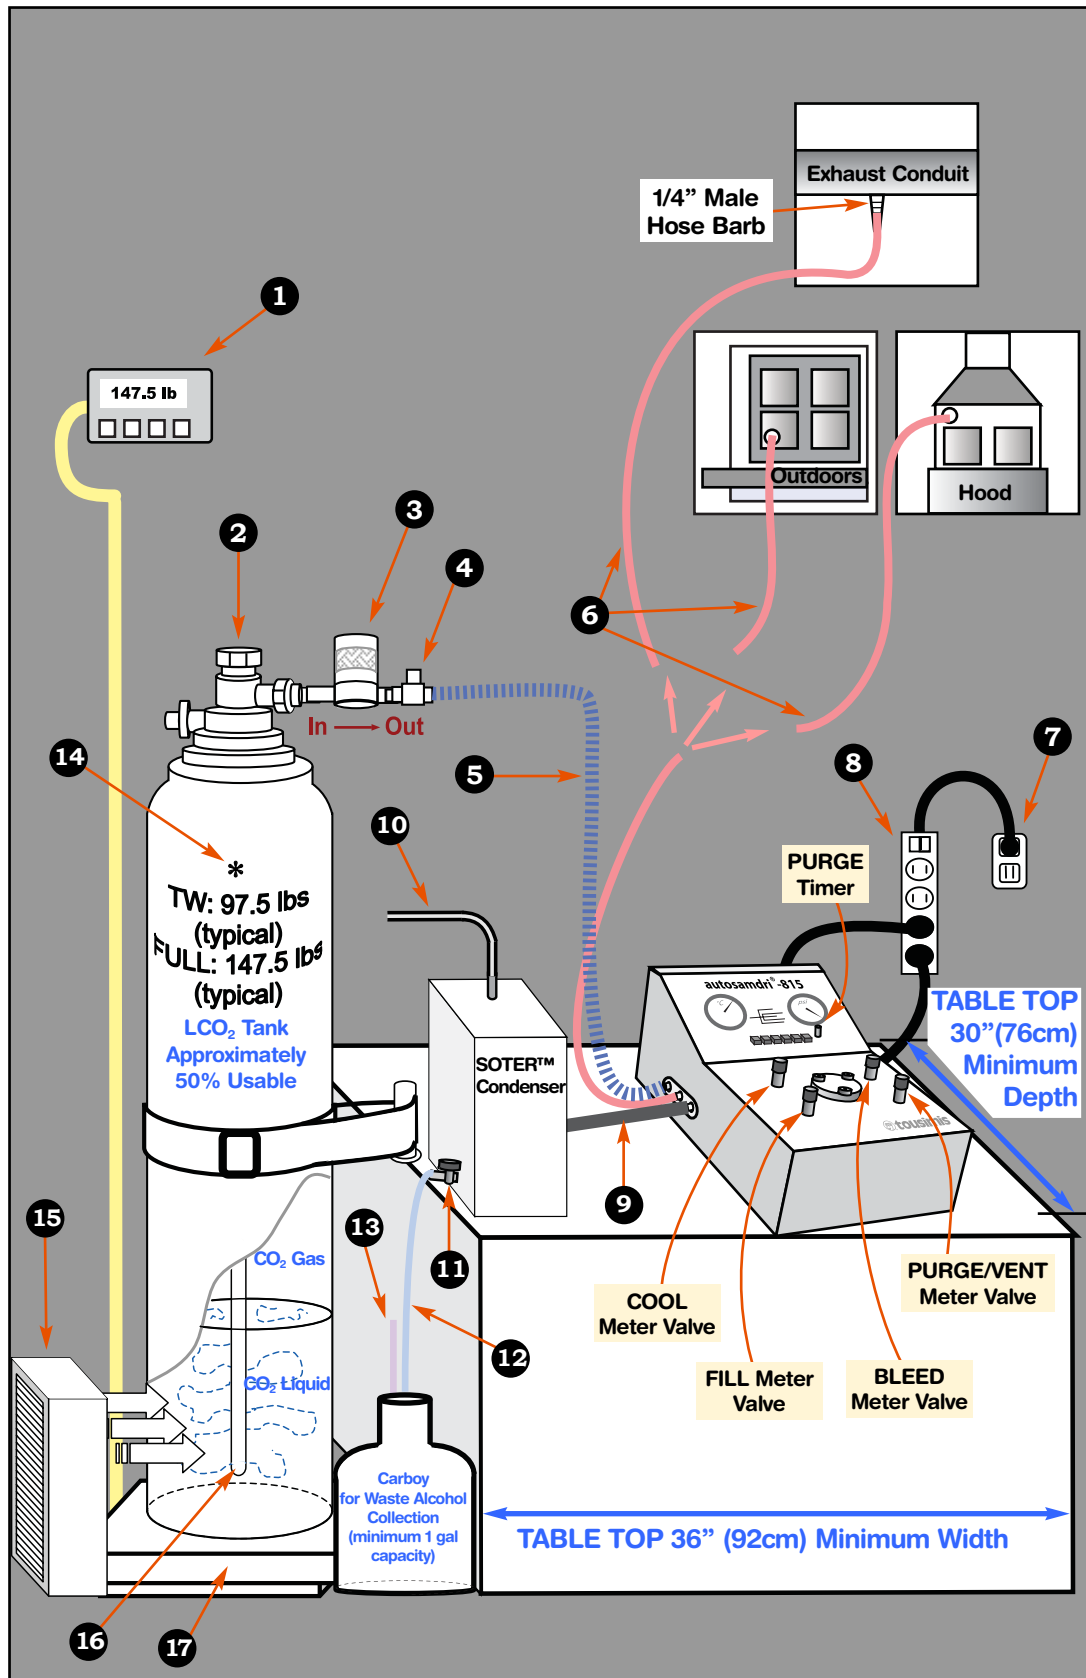 Exhaust Conduit
1/4” Male
Hose Barb
1
147.5 lb
Outdoors
Hood
2
3
4
6
In → Out
14
5
7
8
10
*
TW: 97.5 lbs
(typical)
FULL: 147.5 lbs
(typical)
LCO₂ Tank
Approximately
50% Usable
PURGE
Timer
autosamdri®-815
°C
psi
TABLE TOP
30”(76cm)
Minimum
Depth
SOTER™
Condenser
tousimis
9
15
13
11
CO₂ Gas
12
COOL
Meter Valve
PURGE/VENT
Meter Valve
FILL Meter
Valve
BLEED
Meter Valve
CO₂ Liquid
Carboy
for Waste Alcohol
Collection
(minimum 1 gal
capacity)
TABLE TOP 36” (92cm) Minimum Width
16
17